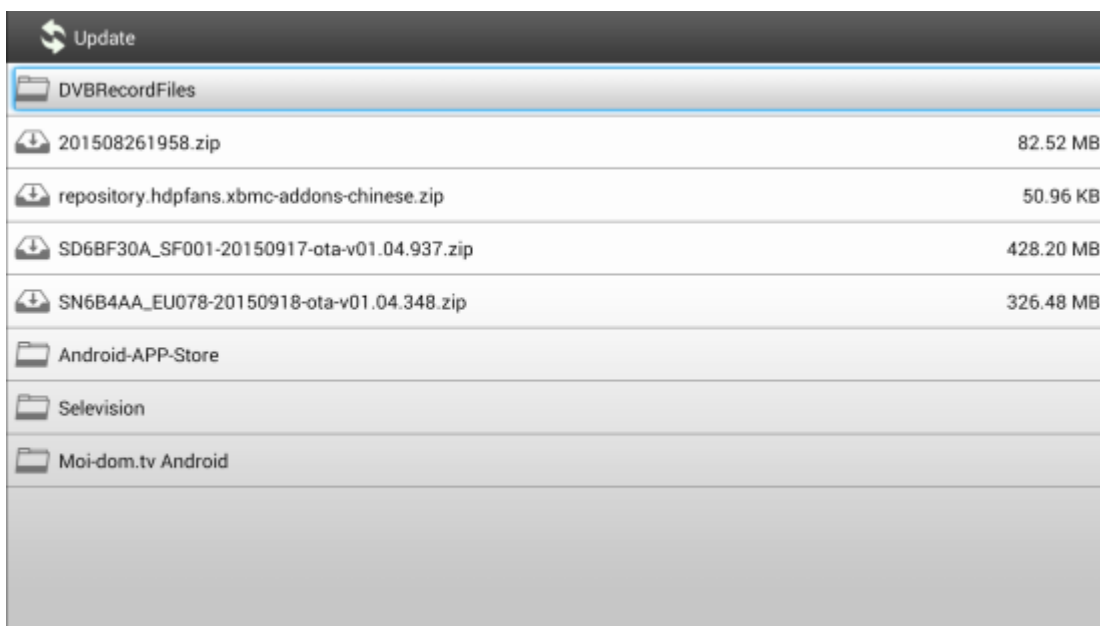 Update
DVBRecordFiles
201508261958.zip 82.52 MB
repository.hdpfans.xbmc-addons-chinese.zip 50.96 KB
SD6BF30A_SF001-20150917-ota-v01.04.937.zip 428.20 MB
SN6B4AA_EU078-20150918-ota-v01.04.348.zip 326.48 MB
Android-APP-Store
Selevision
Moi-dom.tv Android